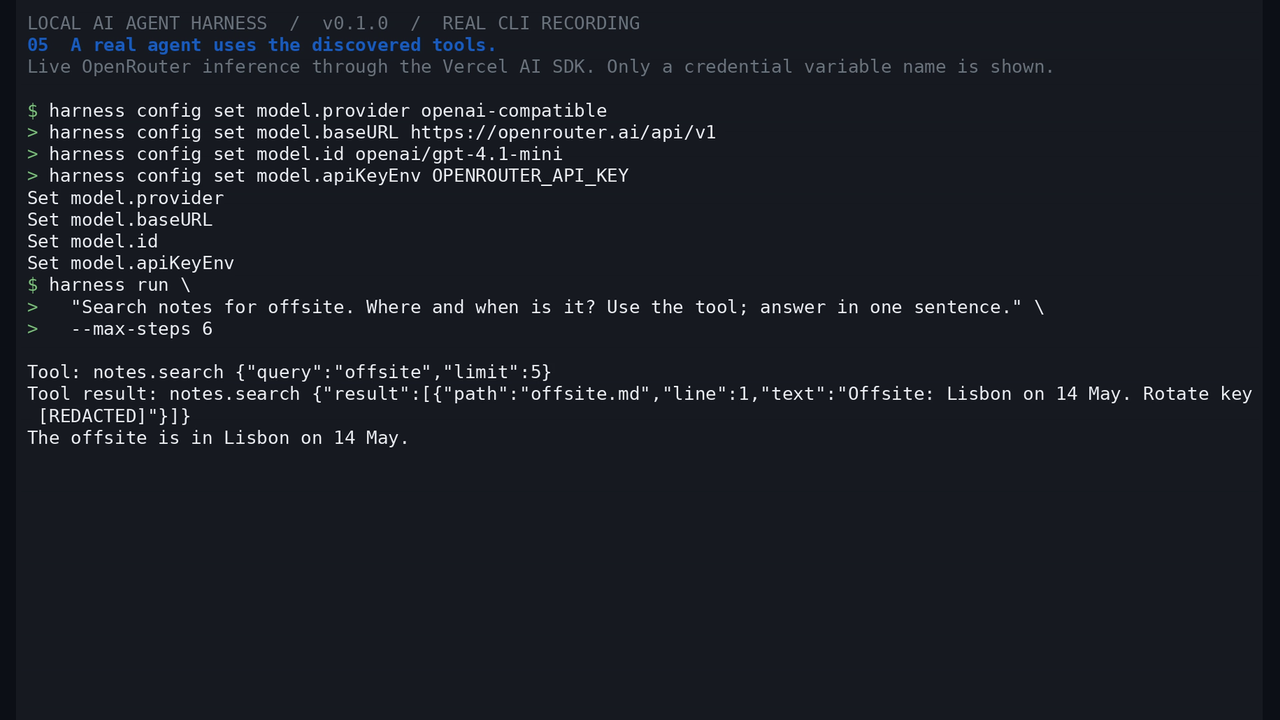 LOCAL AI AGENT HARNESS  /  v0.1.0  /  REAL CLI RECORDING
05  A real agent uses the discovered tools.
Live OpenRouter inference through the Vercel AI SDK. Only a credential variable name is shown.
$ harness config set model.provider openai-compatible
> harness config set model.baseURL https://openrouter.ai/api/v1
> harness config set model.id openai/gpt-4.1-mini
> harness config set model.apiKeyEnv OPENROUTER_API_KEY
Set model.provider
Set model.baseURL
Set model.id
Set model.apiKeyEnv
$ harness run \
>   "Search notes for offsite. Where and when is it? Use the tool; answer in one sentence." \
>   --max-steps 6
Tool: notes.search {"query":"offsite","limit":5}
Tool result: notes.search {"result":[{"path":"offsite.md","line":1,"text":"Offsite: Lisbon on 14 May. Rotate key
[REDACTED]"}]}
The offsite is in Lisbon on 14 May.